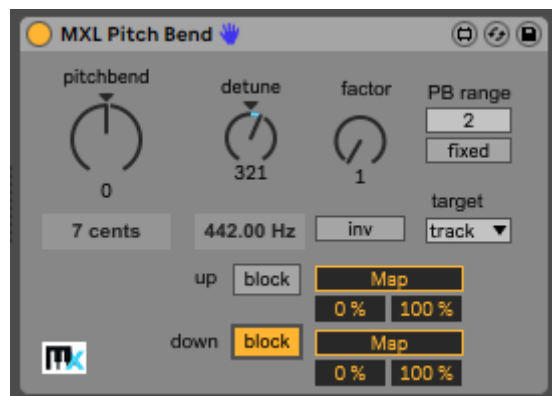 MXL Pitch Bend
pitchbend
detune
factor
PB range
2
fixed
0
321
1
target
7 cents
442.00 Hz
inv
track
up
block
Map
0 %
100 %
down
block
Map
0 %
100 %
mx